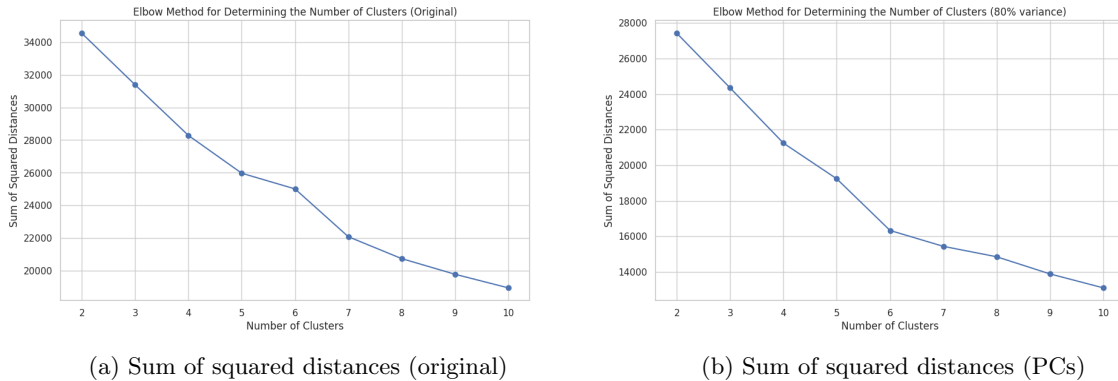 Elbow Method for Determining the Number of Clusters (Original)
34000
32000
30000
28000
26000
24000
22000
20000
Sum of Squared Distances
2 3 4 5 6 7 8 9 10
Number of Clusters
(a) Sum of squared distances (original)
Elbow Method for Determining the Number of Clusters (80% variance)
28000
26000
24000
22000
20000
18000
16000
14000
Sum of Squared Distances
2 3 4 5 6 7 8 9 10
Number of Clusters
(b) Sum of squared distances (PCs)